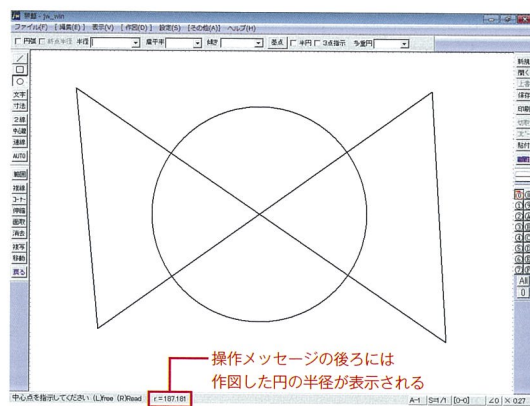 無題 - jw_win
ファイル(F) [編集(E)] 表示(V) [作図(D)] 設定(S) [その他(A)] ヘルプ(H)
円弧 終点半径 半径 扁平率 傾き 基点 半円 3点指示 多重円
文字
寸法
2線
中心線
連線
AUTO
範囲
複線
コーナー
伸縮
面取
消去
複写
移動
戻る
新規
開く
上書
保存
印刷
切取
コピー
貼付
All
0
操作メッセージの後ろには
作図した円の半径が表示される
中心点を指示してください (L)free (R)Read r=187.181
A-1 S=1/1 [0-0] ∠0 × 0.27